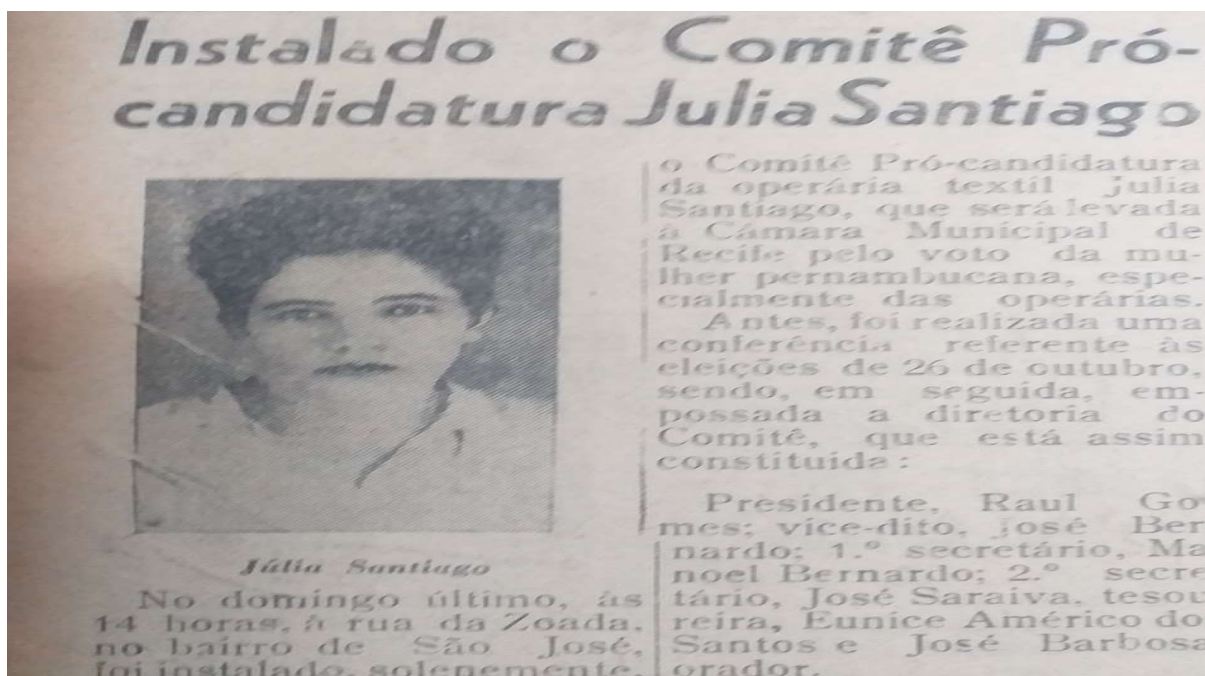 Instalado o Comitê Pró-
candidatura Julia Santiago
Júlia Santiago
No domingo último, às
14 horas, à rua da Zoada,
no bairro de São José,
foi instalado, solenemente,
o Comitê Pró-candidatura
da operária textil Julia
Santiago, que será levada
à Câmara Municipal de
Recife pelo voto da mu-
lher pernambucana, espe-
cialmente das operárias.
Antes, foi realizada uma
conferência referente às
eleições de 26 de outubro,
sendo, em seguida, em-
possada a diretoria do
Comitê, que está assim
constituida:
Presidente, Raul Go
mes; vice-dito, José Ber
nardo; 1.º secretário, Ma
noel Bernardo; 2.º secre
tário, José Saraiva, tesou
reira, Eunice Américo do
Santos e José Barbosa
orador.